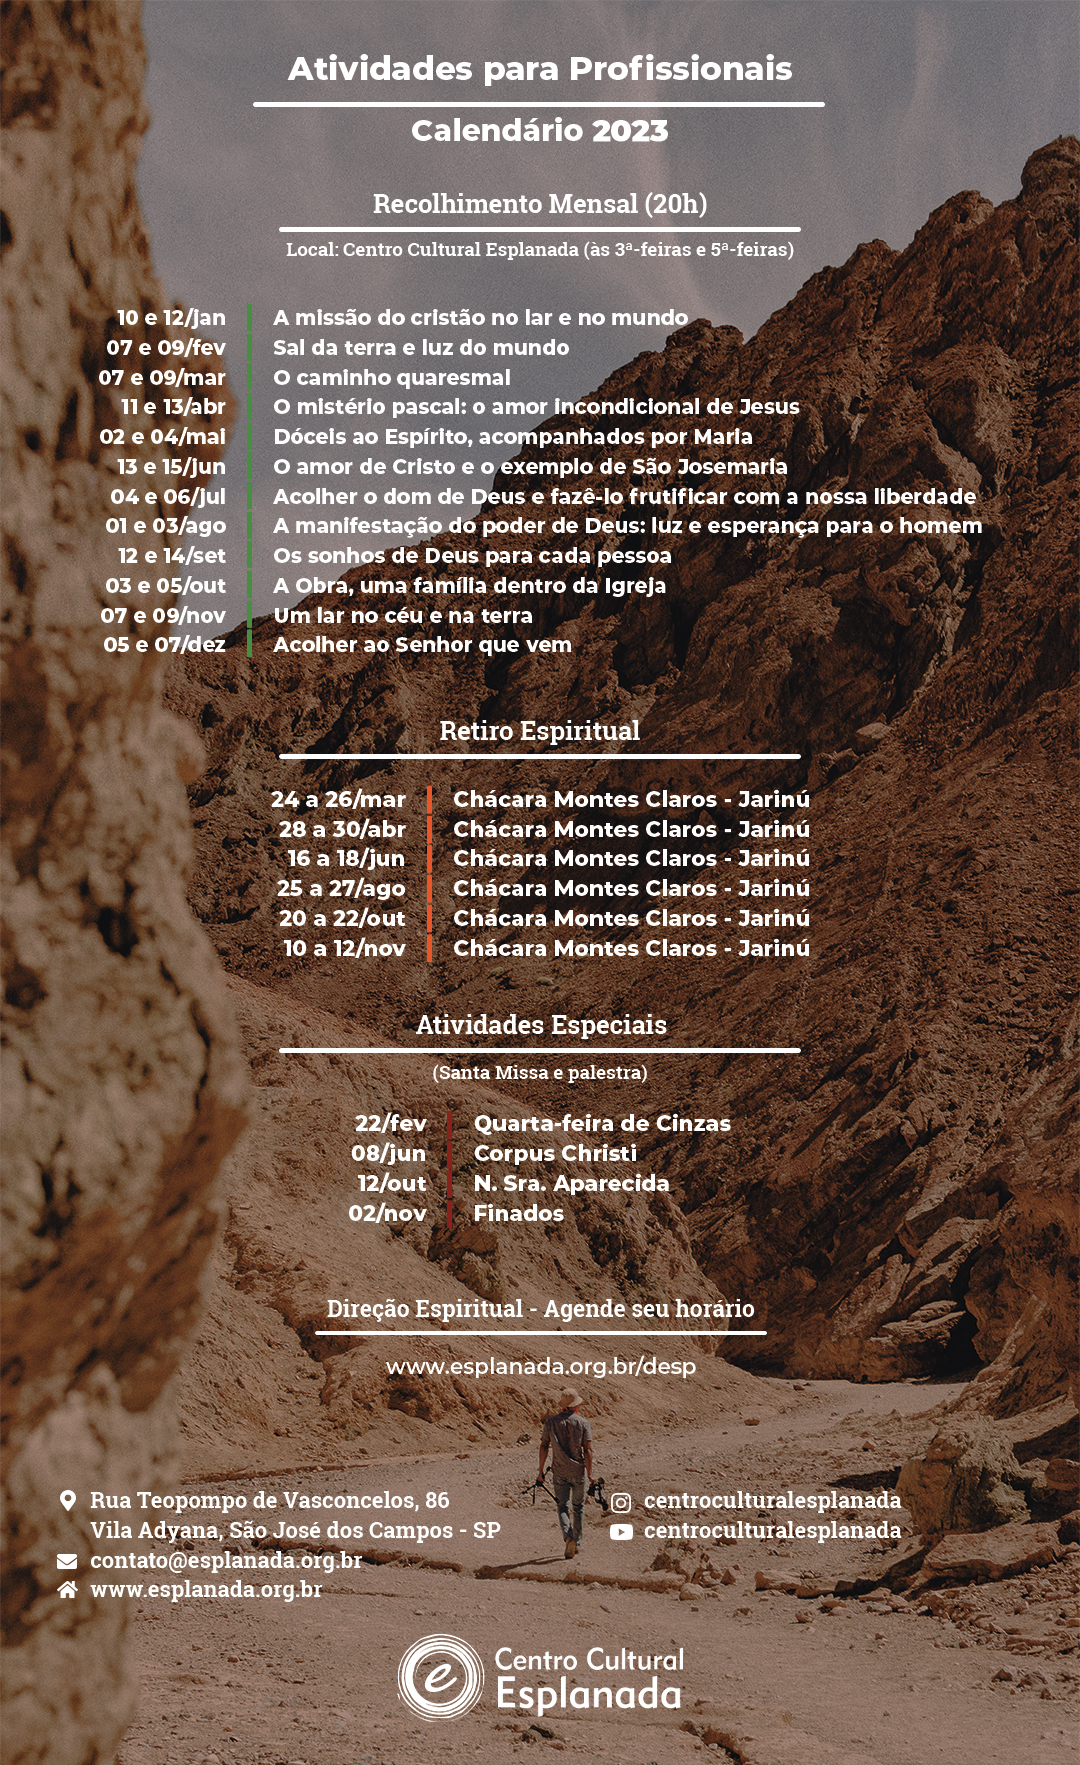 Atividades para Profissionais
Calendário 2023
Recolhimento Mensal (20h)
Local: Centro Cultural Esplanada (às 3ª-feiras e 5ª-feiras)
10 e 12/jan A missão do cristão no lar e no mundo
07 e 09/fev Sal da terra e luz do mundo
07 e 09/mar O caminho quaresmal
11 e 13/abr O mistério pascal: o amor incondicional de Jesus
02 e 04/mai Dóceis ao Espírito, acompanhados por Maria
13 e 15/jun O amor de Cristo e o exemplo de São Josemaria
04 e 06/jul Acolher o dom de Deus e fazê-lo frutificar com a nossa liberdade
01 e 03/ago A manifestação do poder de Deus: luz e esperança para o homem
12 e 14/set Os sonhos de Deus para cada pessoa
03 e 05/out A Obra, uma família dentro da Igreja
07 e 09/nov Um lar no céu e na terra
05 e 07/dez Acolher ao Senhor que vem
Retiro Espiritual
24 a 26/mar Chácara Montes Claros - Jarinú
28 a 30/abr Chácara Montes Claros - Jarinú
16 a 18/jun Chácara Montes Claros - Jarinú
25 a 27/ago Chácara Montes Claros - Jarinú
20 a 22/out Chácara Montes Claros - Jarinú
10 a 12/nov Chácara Montes Claros - Jarinú
Atividades Especiais
(Santa Missa e palestra)
22/fev Quarta-feira de Cinzas
08/jun Corpus Christi
12/out N. Sra. Aparecida
02/nov Finados
Direção Espiritual - Agende seu horário
www.esplanada.org.br/desp
Rua Teopompo de Vasconcelos, 86
Vila Adyana, São José dos Campos - SP
contato@esplanada.org.br
www.esplanada.org.br
centroculturalesplanada
centroculturalesplanada
e
Centro Cultural
Esplanada